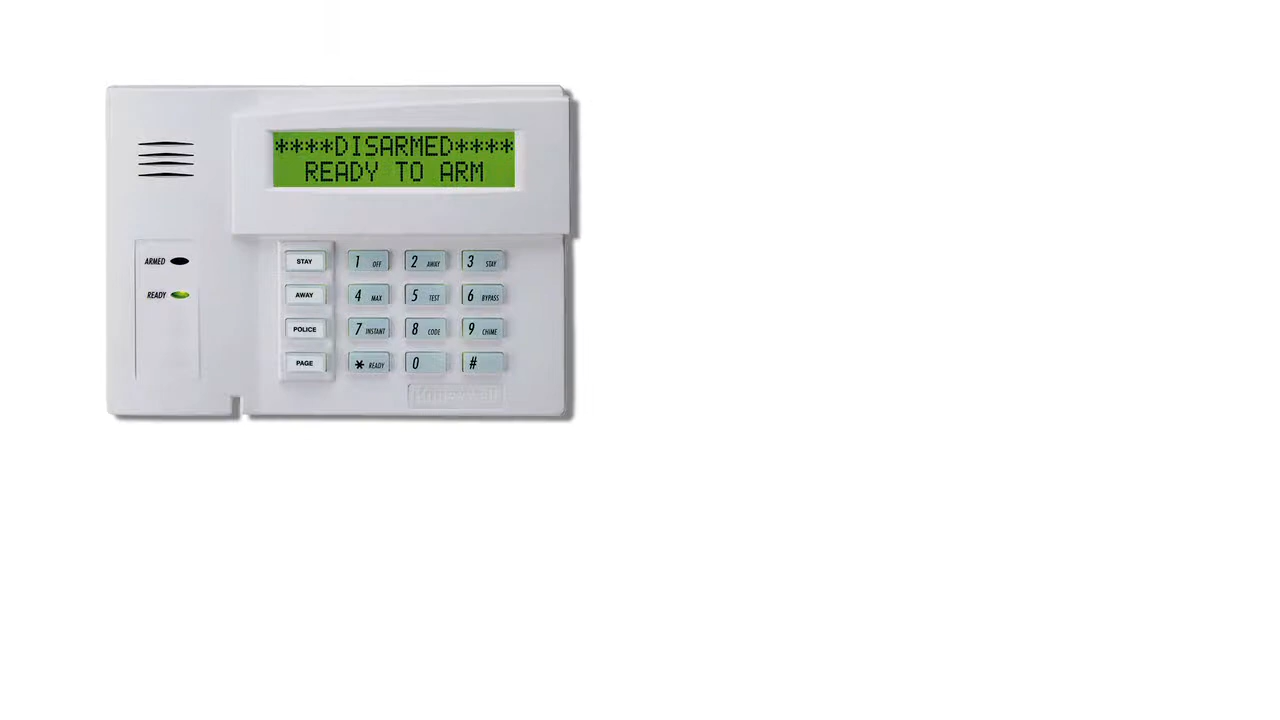 ****DISARMED****
READY TO ARM
ARMED
READY
STAY
1 OFF
2 AWAY
3 STAY
AWAY
4 MAX
5 TEST
6 BYPASS
POLICE
7 INSTANT
8 CODE
9 CHIME
PAGE
* READY
0
#
Honeywell